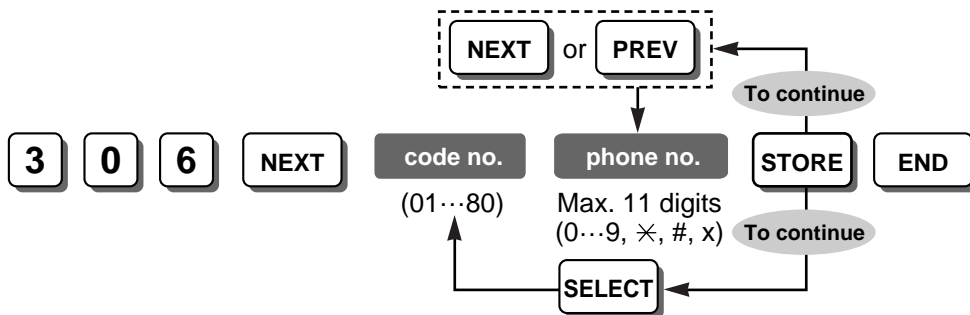 NEXT or PREV
To continue
3 0 6 NEXT code no. phone no. STORE END
(01···80) Max. 11 digits
(0···9, ✳, #, x) To continue
SELECT